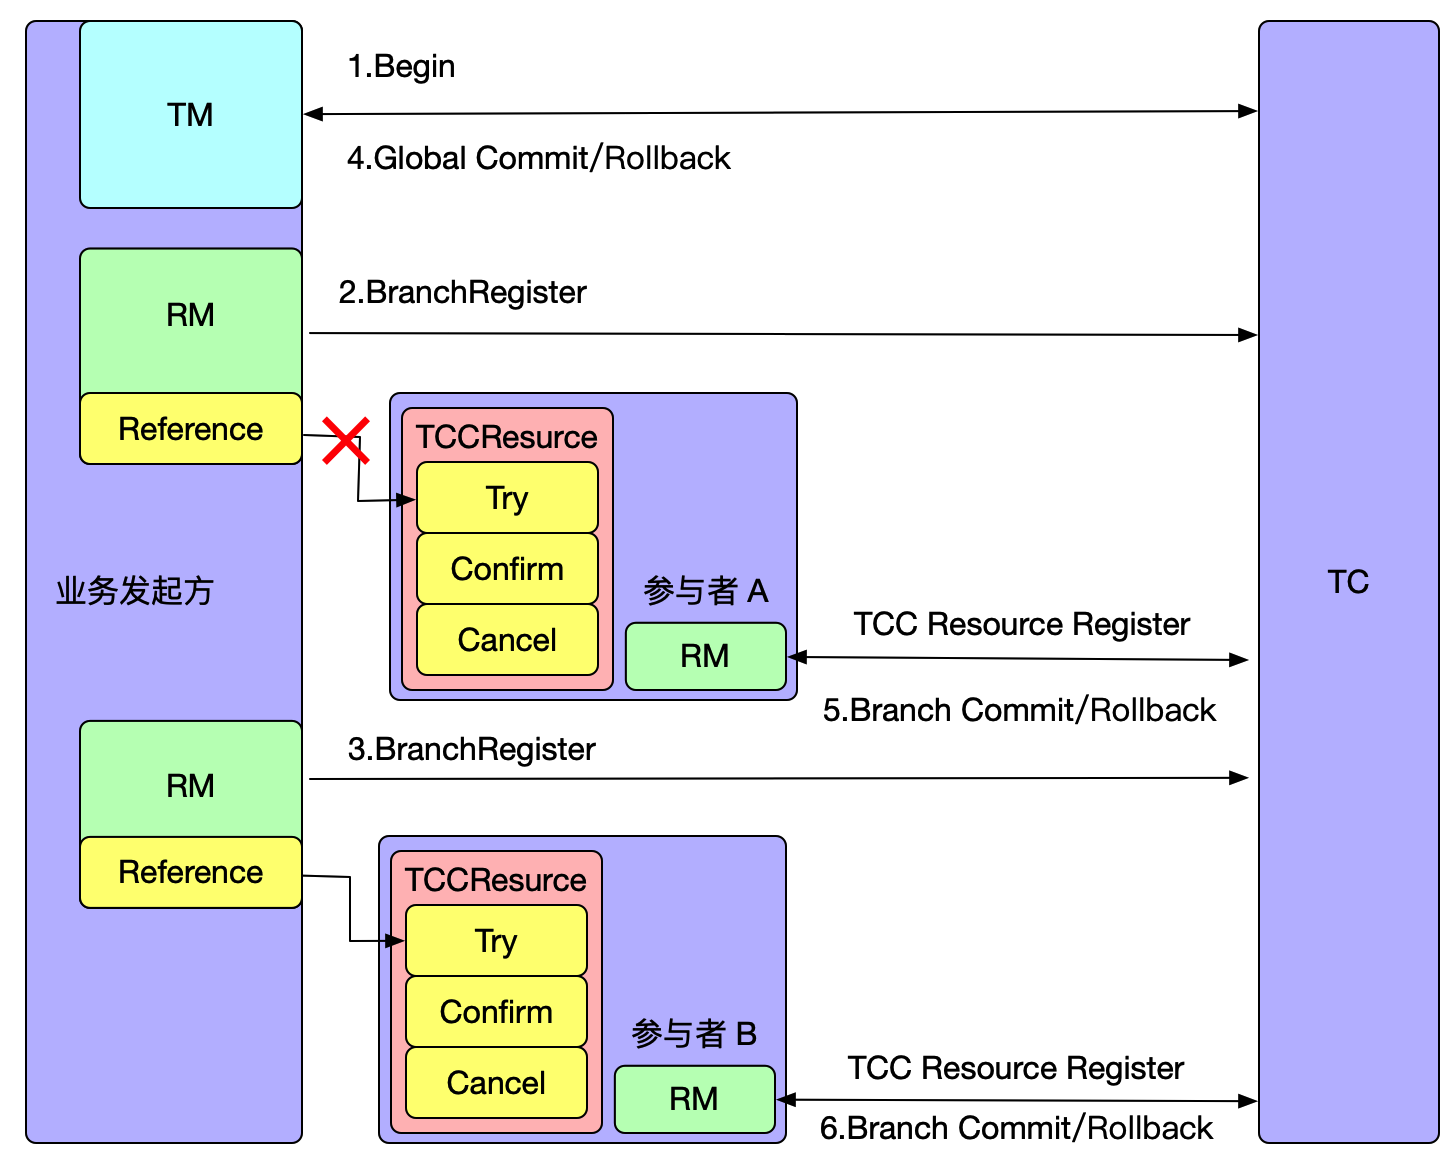 1.Begin
TM
4.Global Commit/Rollback
2.BranchRegister
RM
Reference
TCCResurce
Try
Confirm
Cancel
参与者 A
RM
业务发起方
TC
TCC Resource Register
5.Branch Commit/Rollback
3.BranchRegister
RM
Reference
TCCResurce
Try
Confirm
Cancel
参与者 B
RM
TCC Resource Register
6.Branch Commit/Rollback